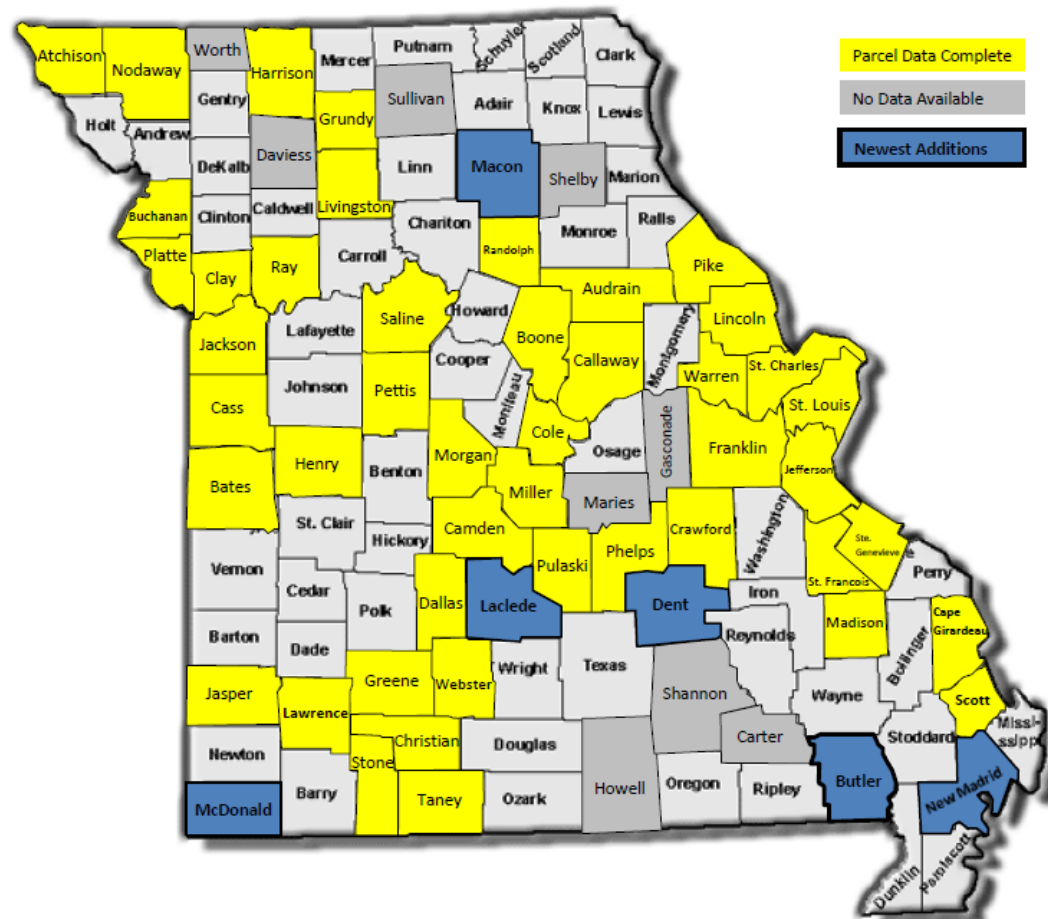 Atchison
Nodaway
Worth
Harrison
Mercer
Putnam
Schuyler
Scotland
Clark
Parcel Data Complete
No Data Available
Newest Additions
Holt
Andrew
Gentry
Grundy
Sullivan
Adair
Knox
Lewis
DeKalb
Daviess
Linn
Macon
Shelby
Marion
Buchanan
Clinton
Caldwell
Livingston
Chariton
Randolph
Monroe
Ralls
Platte
Clay
Ray
Carroll
Audrain
Pike
Lafayette
Saline
Howard
Boone
Callaway
Montgomery
Lincoln
Jackson
Johnson
Pettis
Cooper
Moniteau
Warren
St. Charles
Cass
Henry
Benton
Morgan
Cole
Osage
Gasconade
Franklin
St. Louis
Jefferson
Bates
St. Clair
Hickory
Camden
Miller
Maries
Phelps
Crawford
Washington
Ste.
Genevieve
St. Francois
Perry
Vernon
Cedar
Polk
Dallas
Laclede
Pulaski
Dent
Iron
Reynolds
Madison
Bollinger
Cape
Girardeau
Barton
Dade
Greene
Webster
Wright
Texas
Shannon
Wayne
Scott
Jasper
Lawrence
Christian
Douglas
Carter
Stoddard
Missi-
ssippi
Newton
Stone
Howell
Oregon
Ripley
Butler
New Madrid
McDonald
Barry
Taney
Ozark
Dunklin
Pemiscott